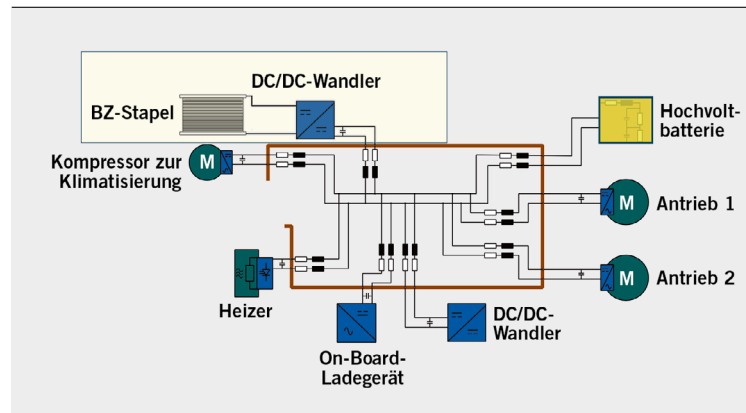 DC/DC-Wandler
BZ-Stapel
Hochvolt-
batterie
M
Kompressor zur
Klimatisierung
M
Antrieb 1
M
Antrieb 2
Heizer
DC/DC-
Wandler
On-Board-
Ladegerät